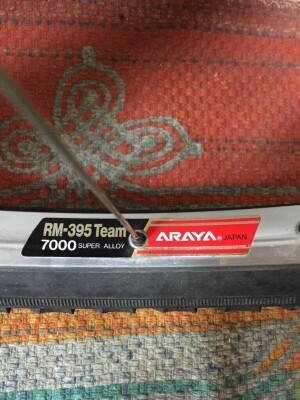 RM-395 Team
7000 SUPER ALLOY
ARAYA® JAPAN